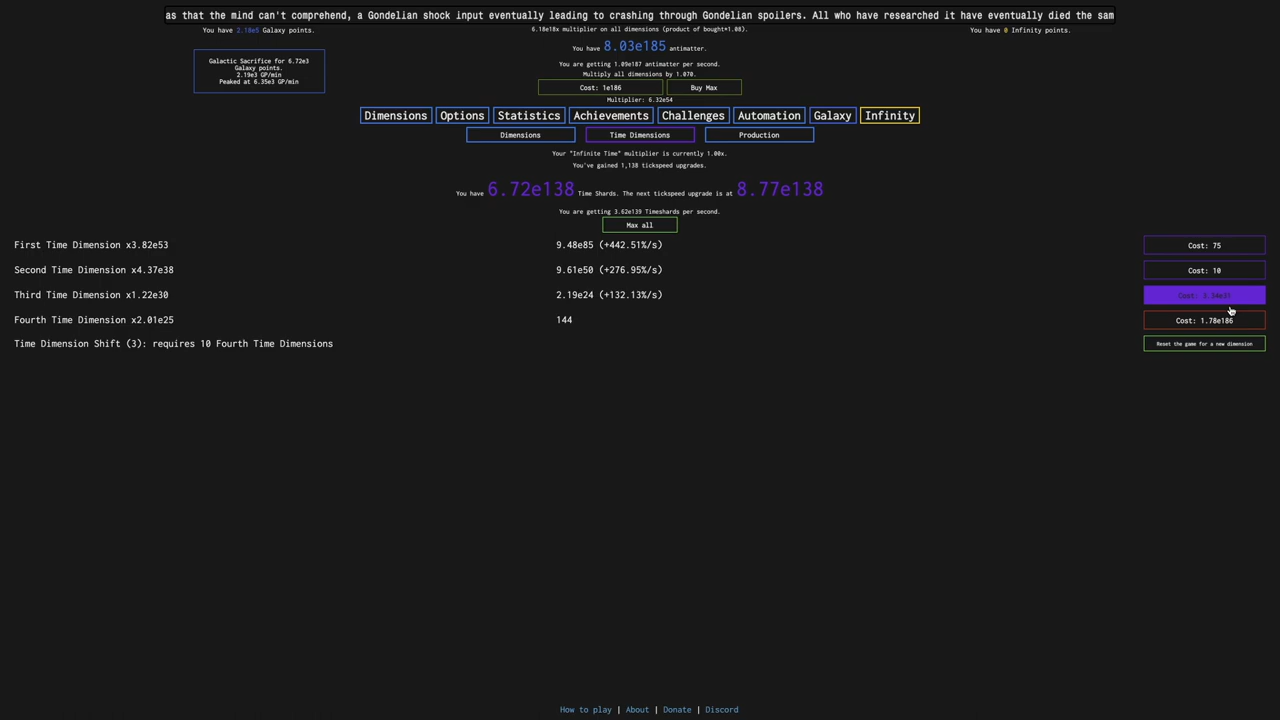 as that the mind can't comprehend, a Gondelian shock input eventually leading to crashing through Gondelian spoilers. All who have researched it have eventually died the sam
You have 2.18e5 Galaxy points.
6.18e18x multiplier on all dimensions (product of bought*1.08).
You have 0 Infinity points.
You have 8.03e185 antimatter.
Galactic Sacrifice for 6.72e3
Galaxy points.
2.19e3 GP/min
Peaked at 6.35e3 GP/min
You are getting 1.09e187 antimatter per second.
Multiply all dimensions by 1.070.
Cost: 1e186
Buy Max
Multiplier: 6.32e54
Dimensions
Options
Statistics
Achievements
Challenges
Automation
Galaxy
Infinity
Dimensions
Time Dimensions
Production
Your "Infinite Time" multiplier is currently 1.00x.
You've gained 1,138 tickspeed upgrades.
You have 6.72e138 Time Shards. The next tickspeed upgrade is at 8.77e138
You are getting 3.62e139 Timeshards per second.
Max all
First Time Dimension x3.82e53
9.48e85 (+442.51%/s)
Cost: 75
Second Time Dimension x4.37e38
9.61e50 (+276.95%/s)
Cost: 10
Third Time Dimension x1.22e30
2.19e24 (+132.13%/s)
Cost:
Fourth Time Dimension x2.01e25
144
Cost: 1.78e186
Time Dimension Shift (3): requires 10 Fourth Time Dimensions
Reset the game for a new dimension
How to play | About | Donate | Discord